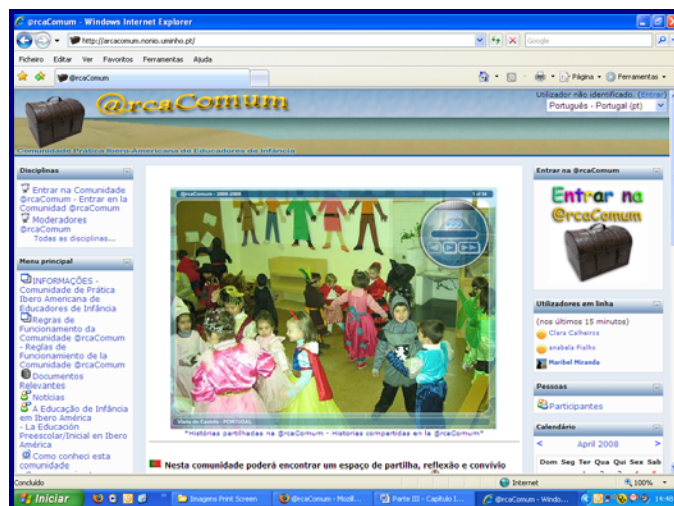 @rcaComum - Windows Internet Explorer
http://arcacomum.nonio.uminho.pt/
Google
Ficheiro Editar Ver Favoritos Ferramentas Ajuda
@rcaComum
Página Ferramentas
Utilizador não identificado. (Entrar)
Português - Portugal (pt)
@rcaComum
Comunidade Prática Ibero-Americana de Educadores de Infância
Disciplinas
Entrar na Comunidade
@rcaComum - Entrar en la
Comunidad @rcaComum
Moderadores
@rcaComum
Todas as disciplinas...
Menu principal
INFORMAÇÕES -
Comunidade de Prática
Ibero Americana de
Educadores de Infância
Regras de
Funcionamento da
Comunidade @rcaComum
- Reglas de
Funcionamiento de la
Comunidade @rcaComum
Documentos
Relevantes
Notícias
A Educação de Infância
em Ibero América
- La Educación
Preescolar/Inicial en Ibero
América
Como conheci esta
comunidade
@rcaComum - 2005-2008
Viana do Castelo - PORTUGAL
"Histórias partilhadas na @rcaComum - Historias compartidas en la @rcaComum"
Nesta comunidade poderá encontrar um espaço de partilha, reflexão e convívio
Entrar na @rcaComum
Entrar na
@rcaComum
Utilizadores em linha
(nos últimos 15 minutos)
Clara Calheiros
anabela Fialho
Maribel Miranda
Pessoas
Participantes
Calendário
< April 2008 >
Dom Seg Ter Qua Qui Sex Sab
Concluído
Internet
100%
Iniciar
Imagens Print Screen
@rcaComum - Mozil...
Parte III - Capítulo I...
@rcaComum - Windo...
14:48